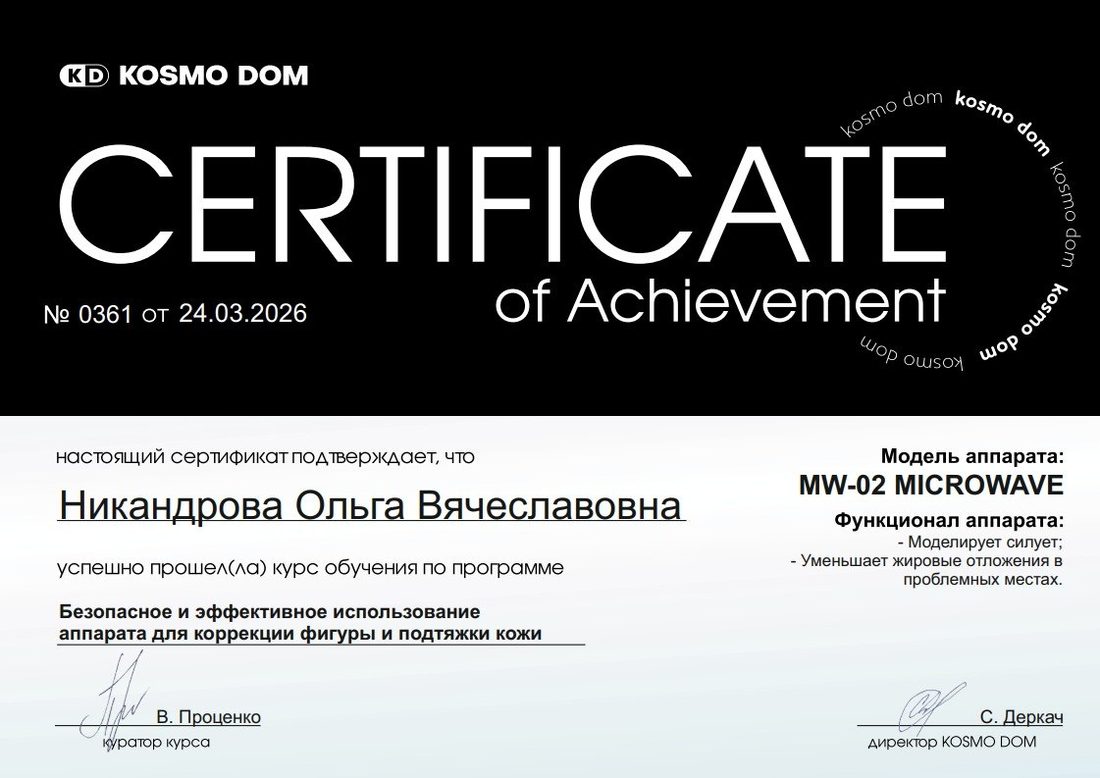 KD KOSMO DOM
kosmo dom kosmo dom kosmo dom kosmo dom kosmo dom
CERTIFICATE
of Achievement
№ 0361 от 24.03.2026
настоящий сертификат подтверждает, что
Никандрова Ольга Вячеславовна
успешно прошел(ла) курс обучения по программе
Безопасное и эффективное использование
аппарата для коррекции фигуры и подтяжки кожи
Модель аппарата:
MW-02 MICROWAVE
Функционал аппарата:
- Моделирует силует;
- Уменьшает жировые отложения в
проблемных местах.
В. Проценко
куратор курса
С. Деркач
директор KOSMO DOM